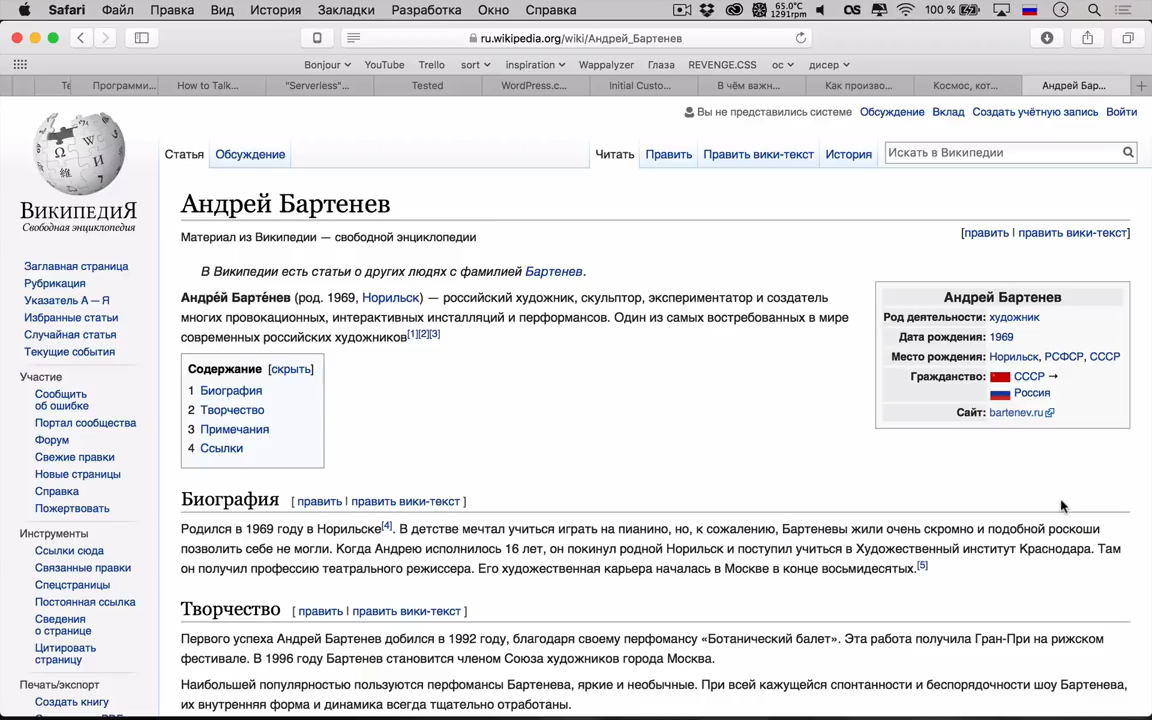 Safari Файл Правка Вид История Закладки Разработка Окно Справка 65.0°C 1291rpm 100 %
ru.wikipedia.org/wiki/Андрей_Бартенев
Bonjour YouTube Trello sort inspiration Wappalyzer Глаза REVENGE.CSS ос дисер
Те Программи... How to Talk... "Serverless"... Tested WordPress.c... Initial Custo... В чём важн... Как произво... Космос, кот... Андрей Бар...
Вы не представились системе Обсуждение Вклад Создать учётную запись Войти
Статья Обсуждение Читать Править Править вики-текст История Искать в Википедии
ВИКИПЕДИЯ
Свободная энциклопедия
Заглавная страница
Рубрикация
Указатель А — Я
Избранные статьи
Случайная статья
Текущие события
Участие
Сообщить
об ошибке
Портал сообщества
Форум
Свежие правки
Новые страницы
Справка
Пожертвовать
Инструменты
Ссылки сюда
Связанные правки
Спецстраницы
Постоянная ссылка
Сведения
о странице
Цитировать
страницу
Печать/экспорт
Создать книгу
Андрей Бартенев
Материал из Википедии — свободной энциклопедии
[править | править вики-текст]
В Википедии есть статьи о других людях с фамилией Бартенев.
Андре́й Барте́нев (род. 1969, Норильск) — российский художник, скульптор, экспериментатор и создатель
многих провокационных, интерактивных инсталляций и перформансов. Один из самых востребованных в мире
современных российских художников[1][2][3]
Андрей Бартенев
Род деятельности: художник
Дата рождения: 1969
Место рождения: Норильск, РСФСР, СССР
Гражданство: СССР →
Россия
Сайт: bartenev.ru
Содержание [скрыть]
1 Биография
2 Творчество
3 Примечания
4 Ссылки
Биография [ править | править вики-текст ]
Родился в 1969 году в Норильске[4]. В детстве мечтал учиться играть на пианино, но, к сожалению, Бартеневы жили очень скромно и подобной роскоши
позволить себе не могли. Когда Андрею исполнилось 16 лет, он покинул родной Норильск и поступил учиться в Художественный институт Краснодара. Там
он получил профессию театрального режиссера. Его художественная карьера началась в Москве в конце восьмидесятых.[5]
Творчество [ править | править вики-текст ]
Первого успеха Андрей Бартенев добился в 1992 году, благодаря своему перфомансу «Ботанический балет». Эта работа получила Гран-При на рижском
фестивале. В 1996 году Бартенев становится членом Союза художников города Москва.
Наибольшей популярностью пользуются перфомансы Бартенева, яркие и необычные. При всей кажущейся спонтанности и беспорядочности шоу Бартенева,
их внутренняя форма и динамика всегда тщательно отработаны.